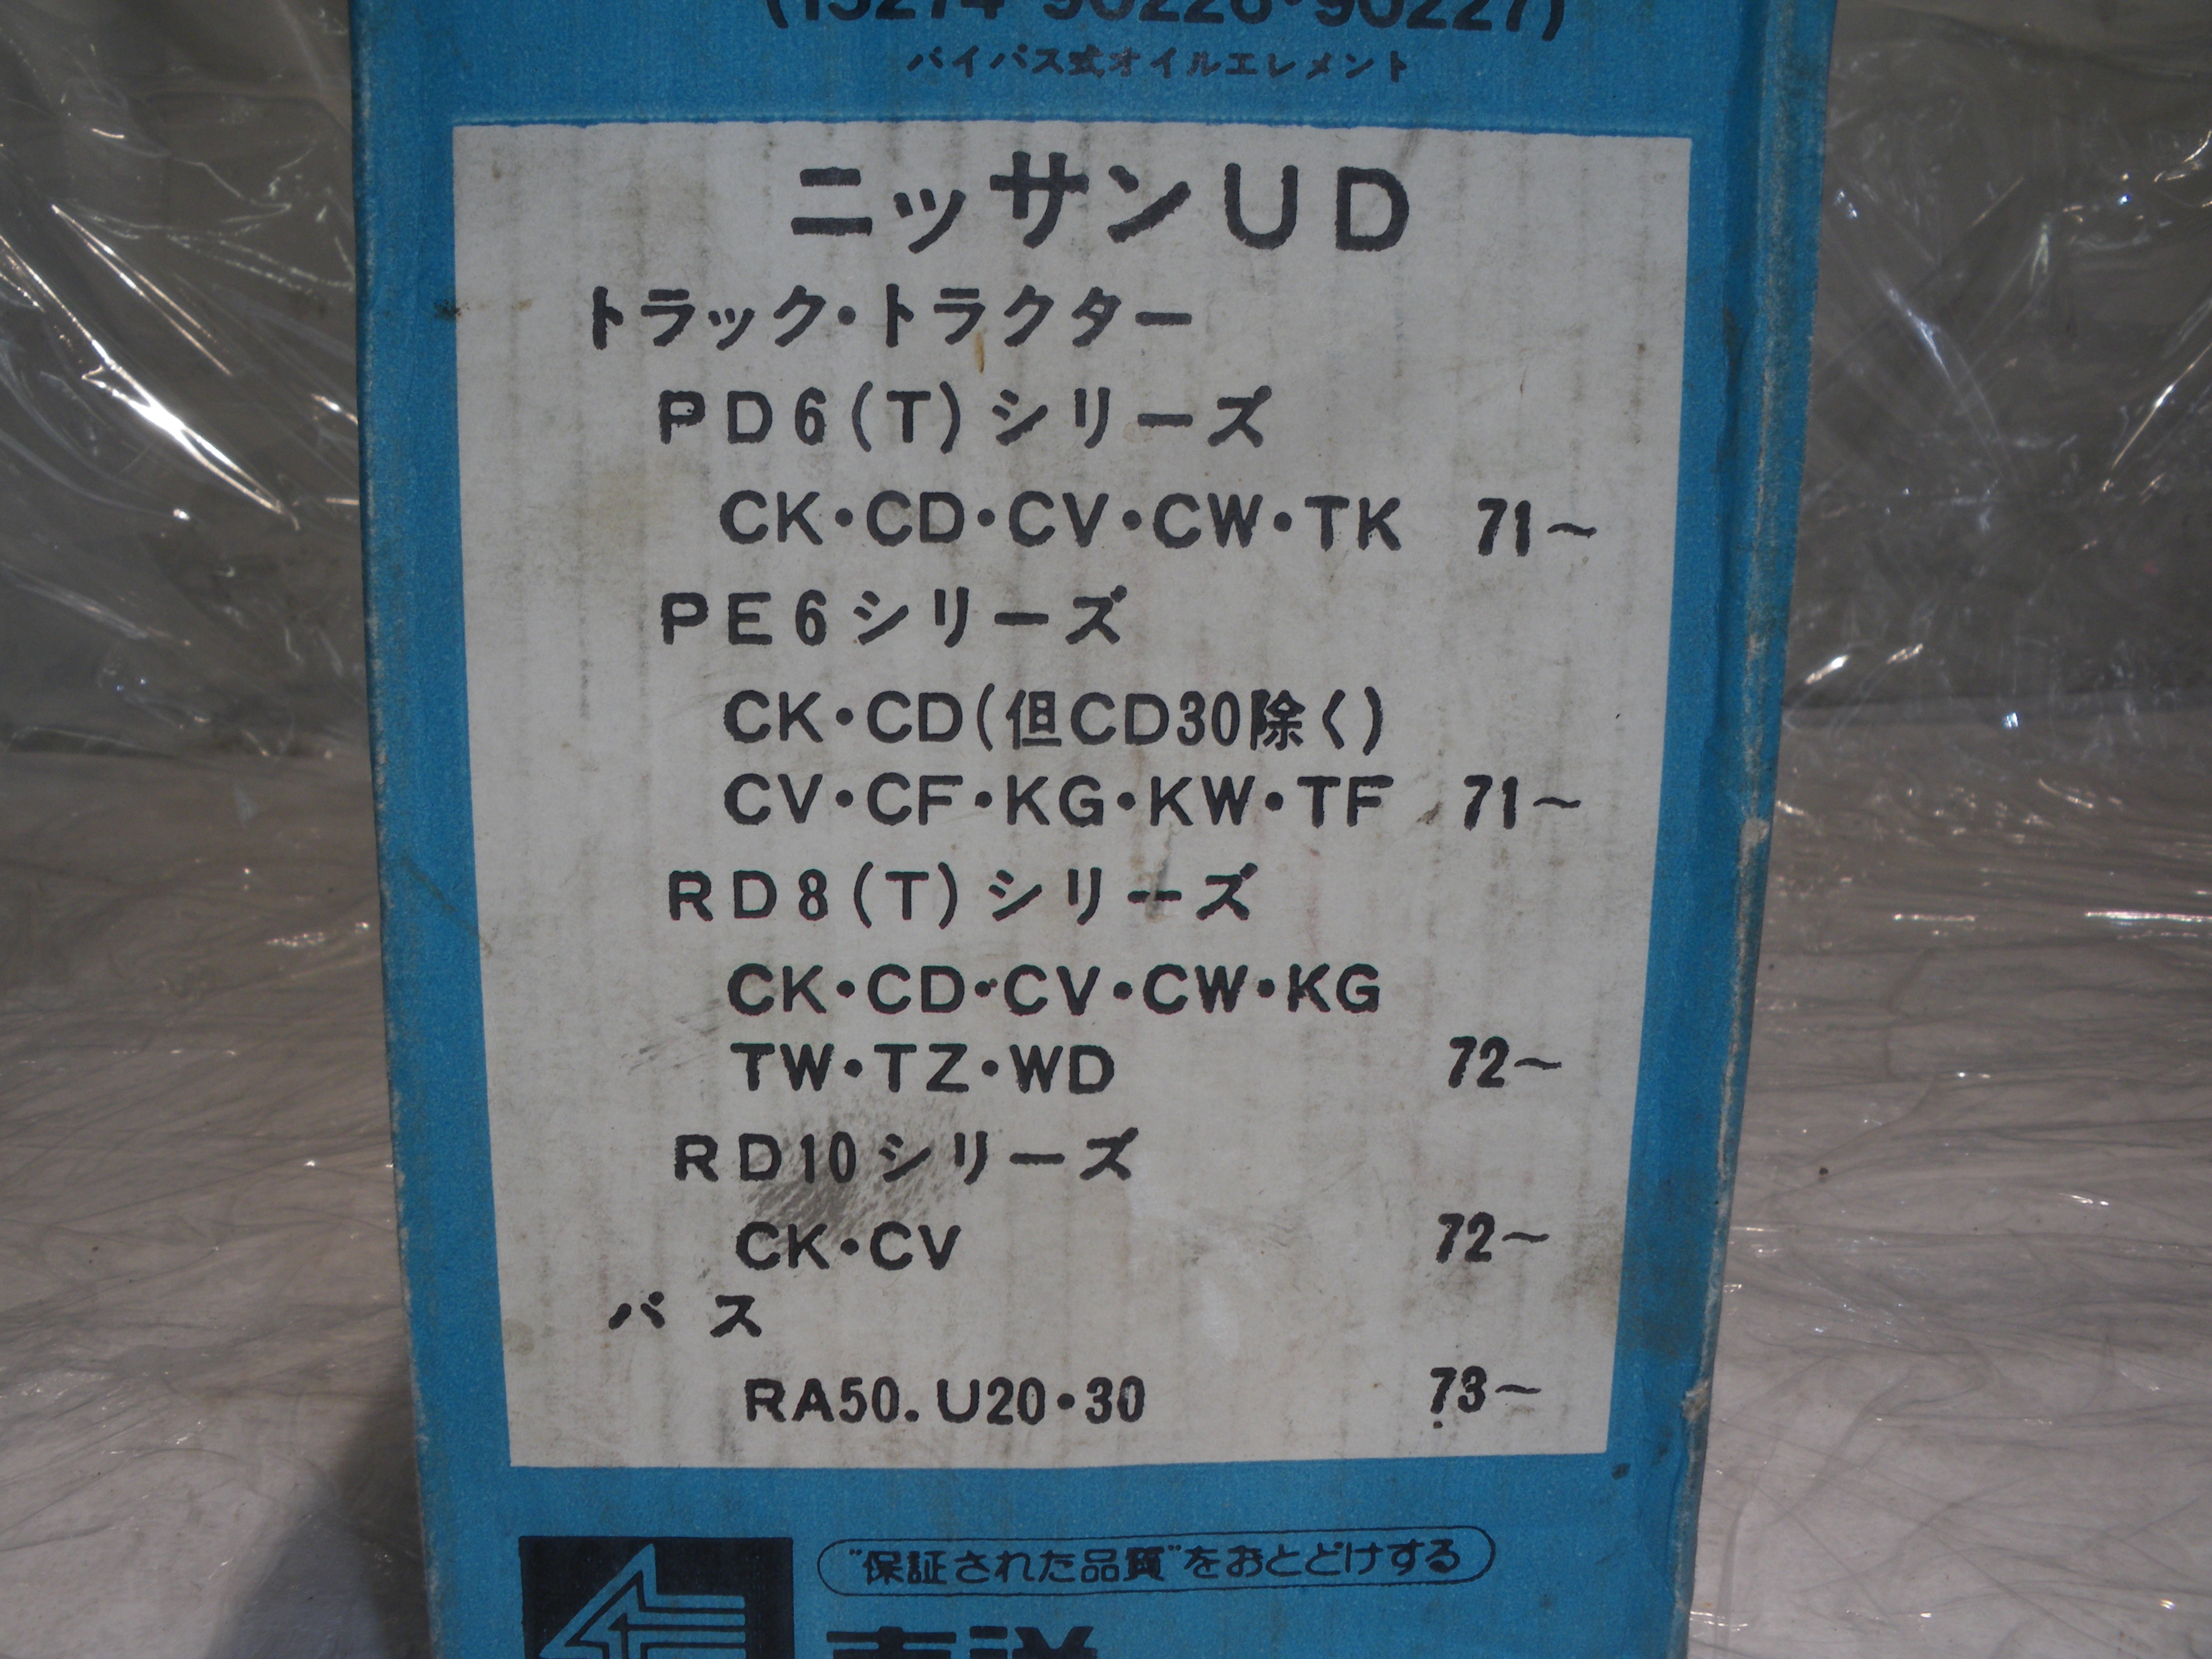 (15274-90226・90227)
バイパス式オイルエレメント
ニッサンUD
トラック・トラクター
PD6(T)シリーズ
CK・CD・CV・CW・TK 71～
PE6シリーズ
CK・CD(但CD30除く)
CV・CF・KG・KW・TF 71～
RD8(T)シリーズ
CK・CD・CV・CW・KG
TW・TZ・WD 72～
RD10シリーズ
CK・CV 72～
バス
RA50.U20・30 73～
"保証された品質"をおとどけする